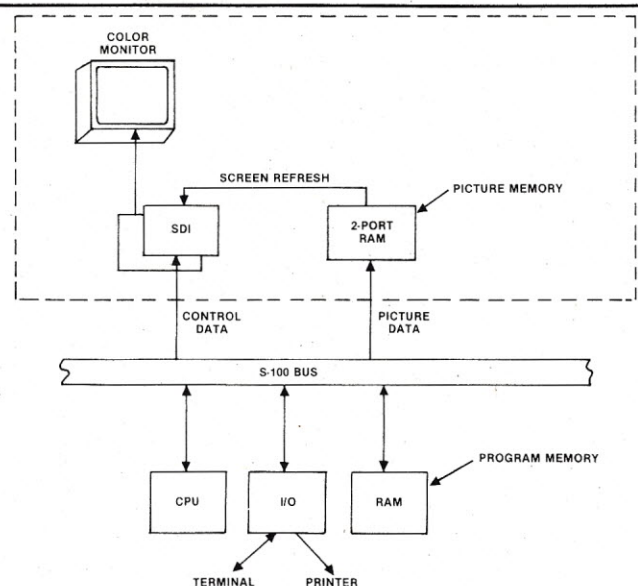 COLOR
MONITOR
SCREEN REFRESH
PICTURE MEMORY
SDI
2-PORT
RAM
CONTROL
DATA
PICTURE
DATA
S-100 BUS
PROGRAM MEMORY
CPU
I/O
RAM
TERMINAL
PRINTER